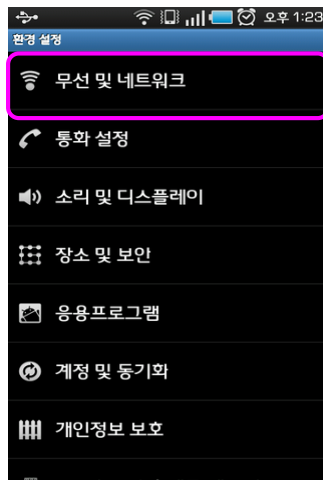 오후 1:23
환경 설정
무선 및 네트워크
통화 설정
소리 및 디스플레이
장소 및 보안
응용프로그램
계정 및 동기화
개인정보 보호